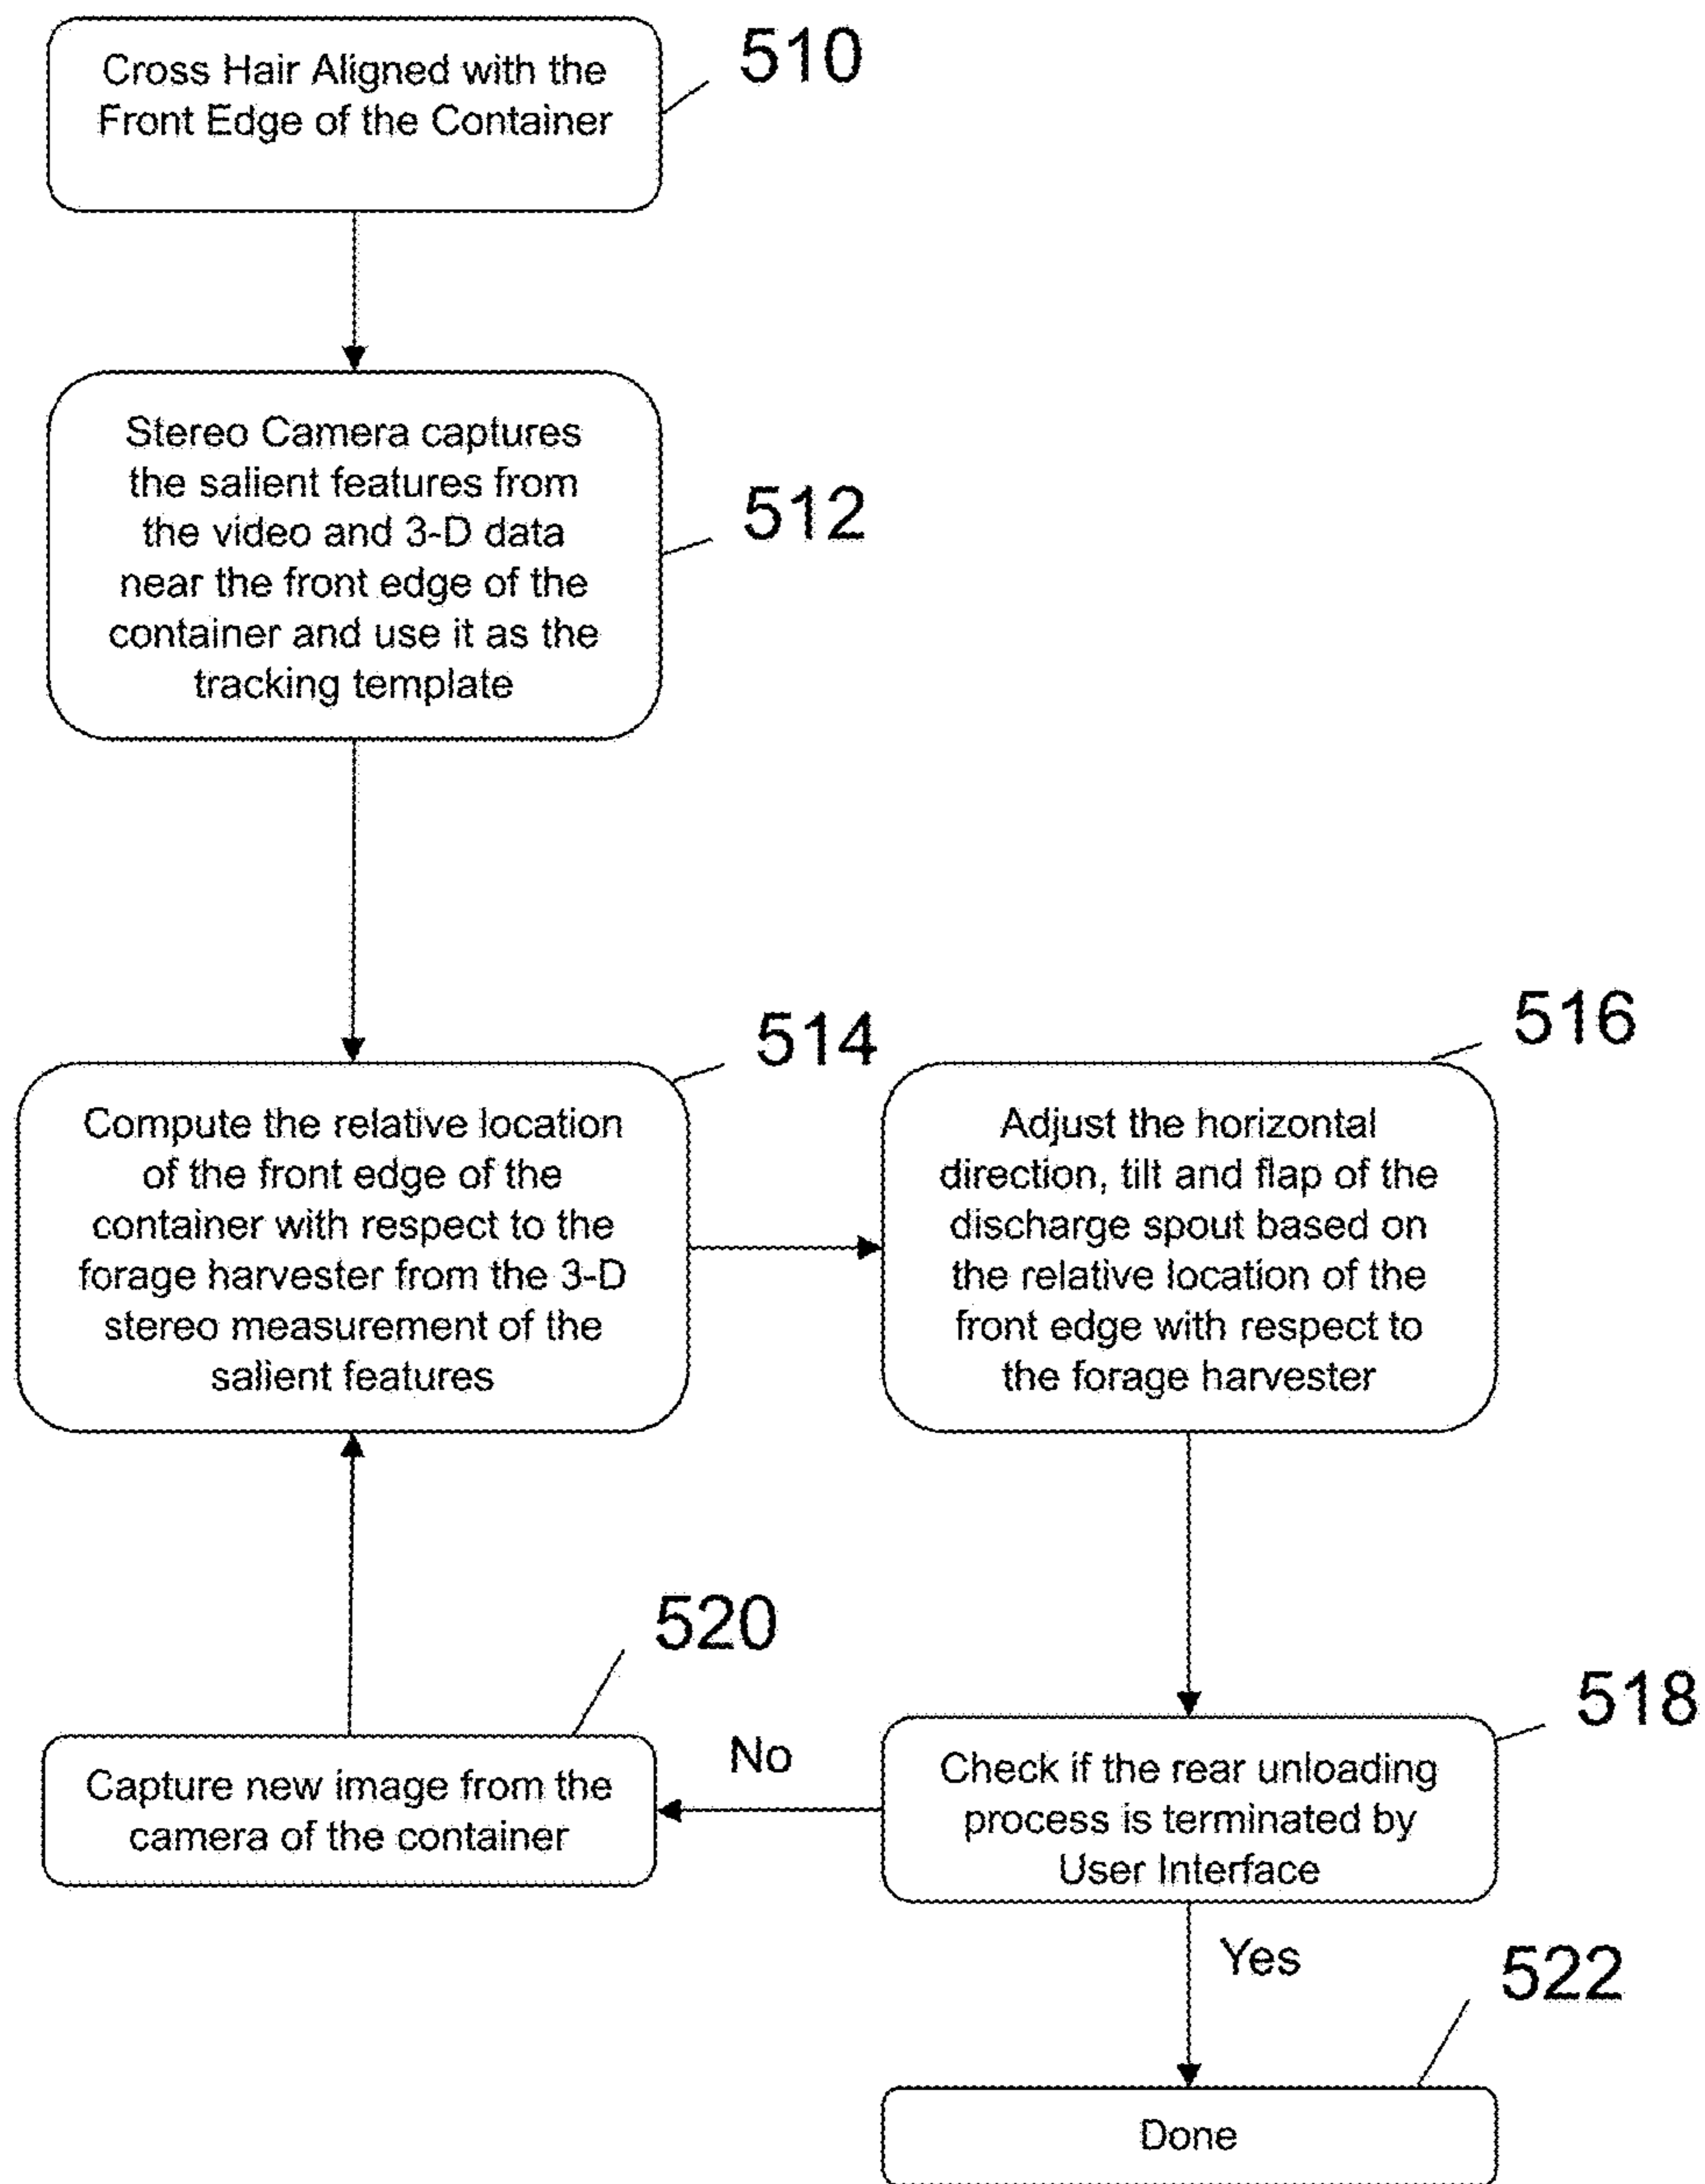 Cross Hair Aligned with the
Front Edge of the Container
510
Stereo Camera captures
the salient features from
the video and 3-D data
near the front edge of the
container and use it as the
tracking template
512
514
Compute the relative location
of the front edge of the
container with respect to the
forage harvester from the 3-D
stereo measurement of the
salient features
516
Adjust the horizontal
direction, tilt and flap of the
discharge spout based on
the relative location of the
front edge with respect to
the forage harvester
518
Check if the rear unloading
process is terminated by
User Interface
No
520
Capture new image from the
camera of the container
Yes
522
Done